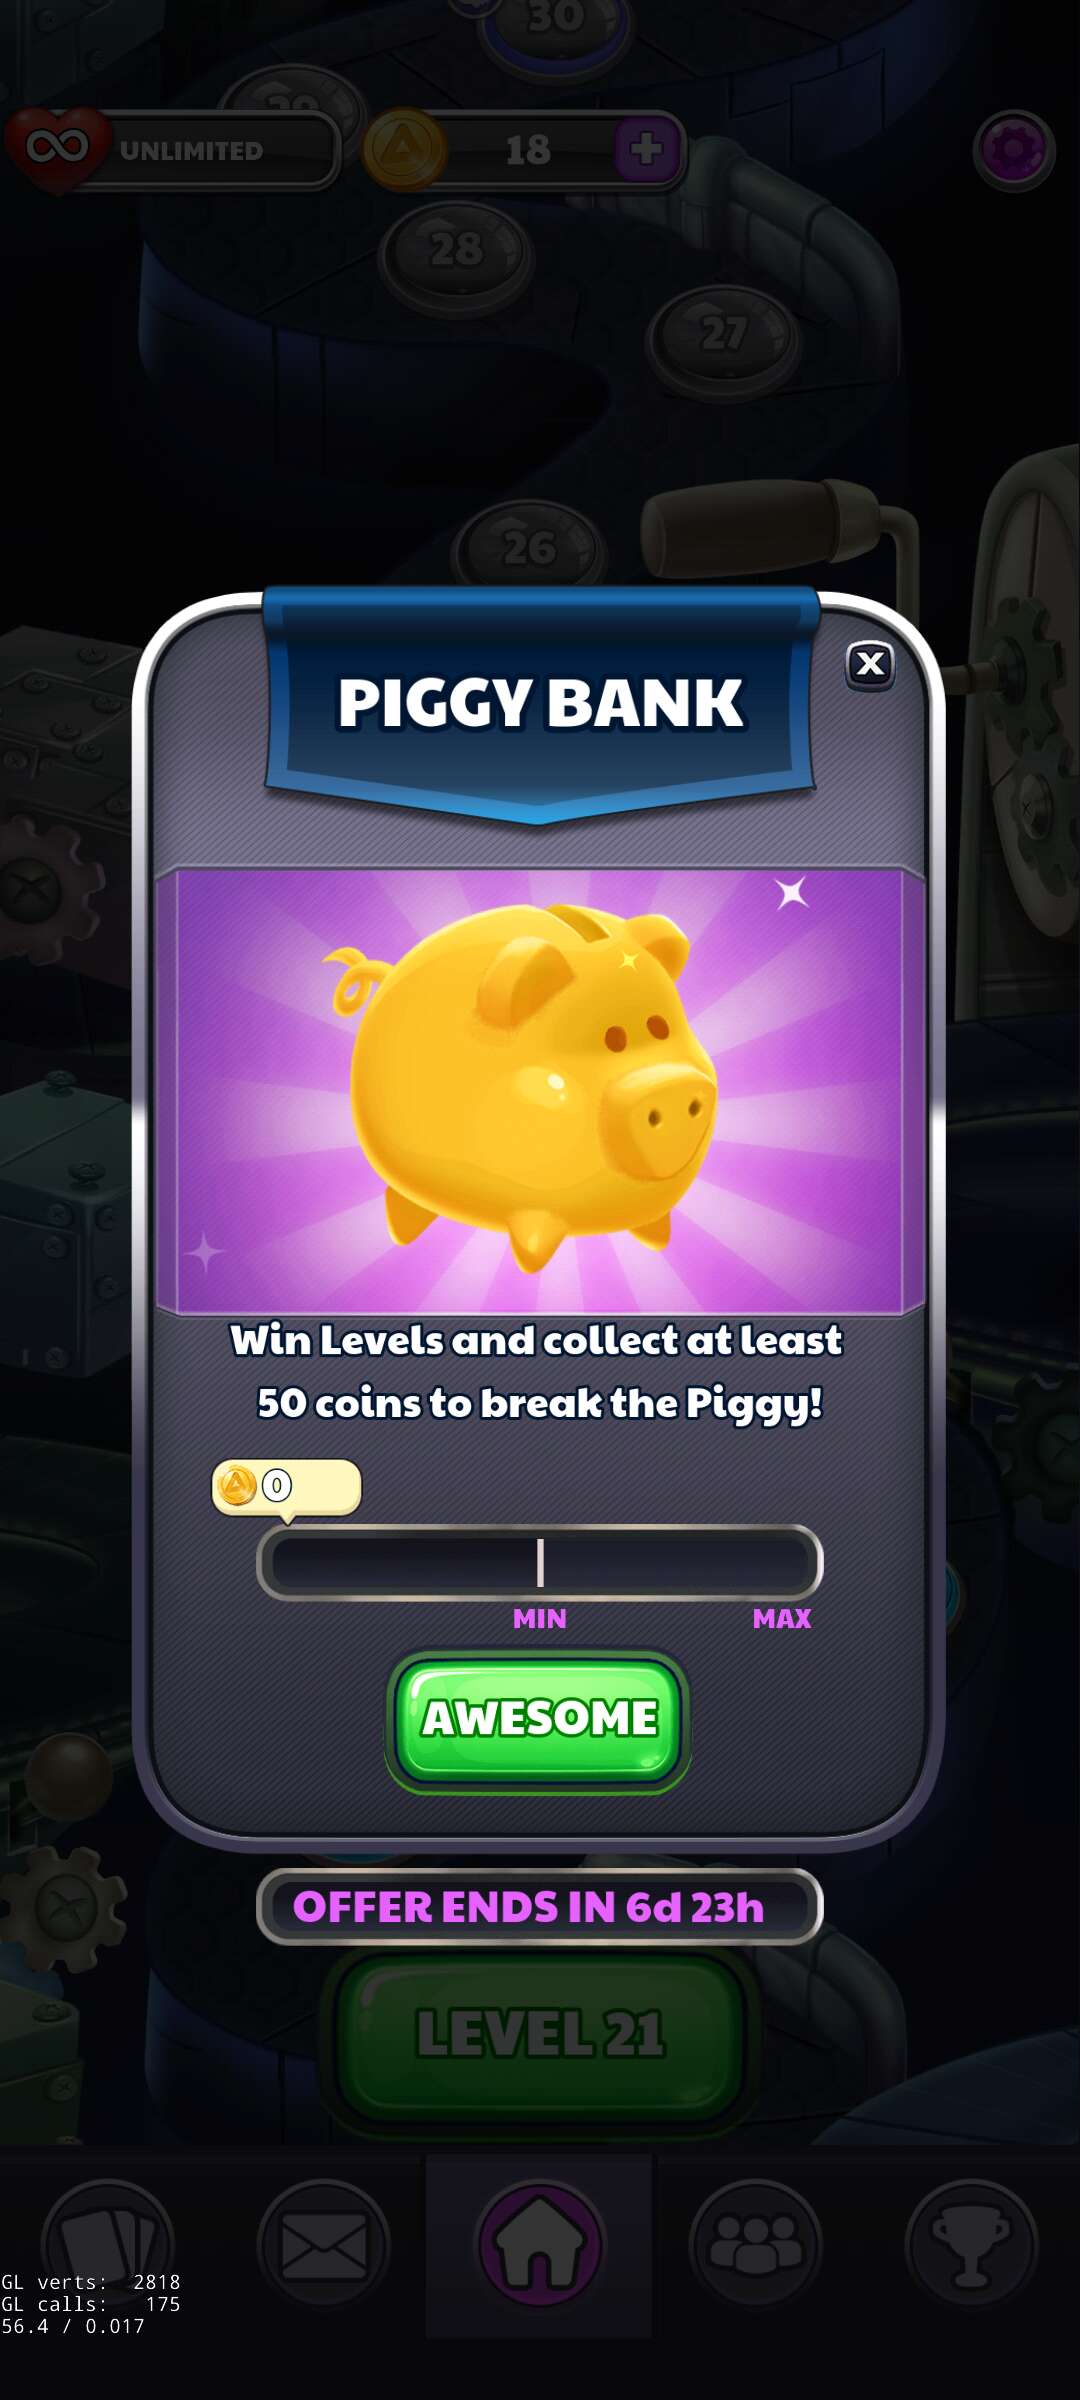 30
29
UNLIMITED
18
28
27
26
PIGGY BANK
X
Win Levels and collect at least
50 coins to break the Piggy!
0
MIN
MAX
AWESOME
OFFER ENDS IN 6d 23h
LEVEL 21
GL verts: 2818
GL calls: 175
56.4 / 0.017